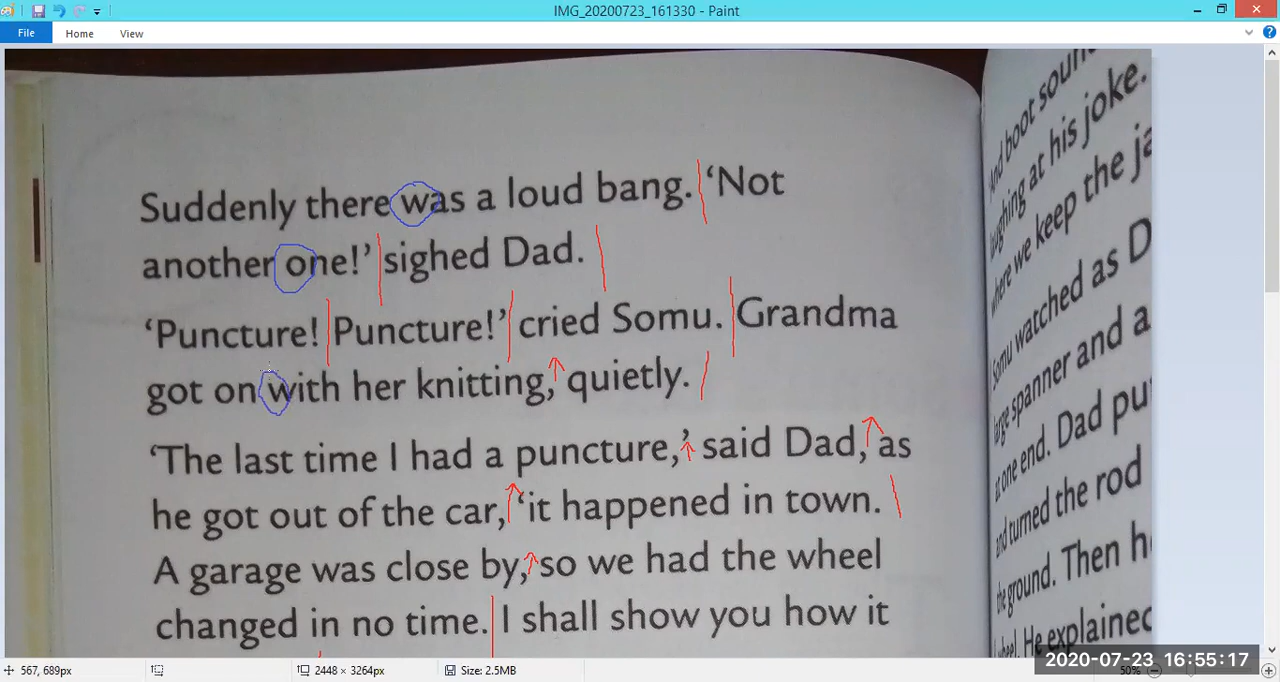 IMG_20200723_161330 - Paint
File Home View
Suddenly there was a loud bang. ‘Not
another one!’ sighed Dad.
‘Puncture! Puncture!’ cried Somu. Grandma
got on with her knitting, quietly.
‘The last time I had a puncture,’ said Dad, as
he got out of the car, ‘it happened in town.
A garage was close by, so we had the wheel
changed in no time. I shall show you how it
And boot soun
laughing at his joke.
where we keep the ja
Somu watched as D
large spanner and a
at one end. Dad pu
and turned the rod
the ground. Then h
wheel. He explained
567, 689px
2448 × 3264px
Size: 2.5MB
50%
2020-07-23 16:55:17